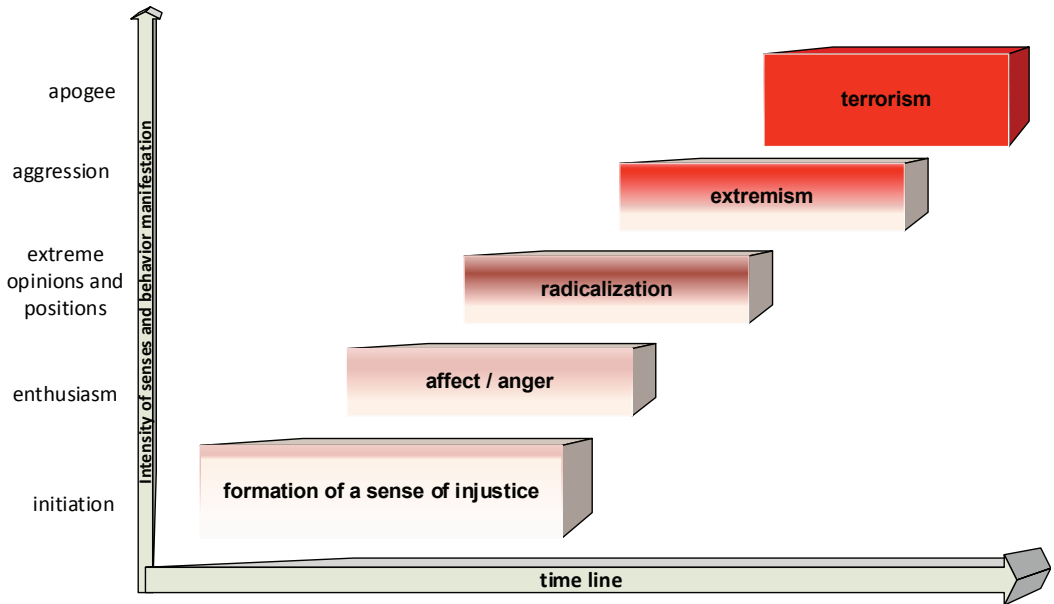 apogee
terrorism
aggression
extremism
extreme
opinions and
positions
radicalization
enthusiasm
affect / anger
initiation
formation of a sense of injustice
Intensity of senses and behavior manifestation
time line